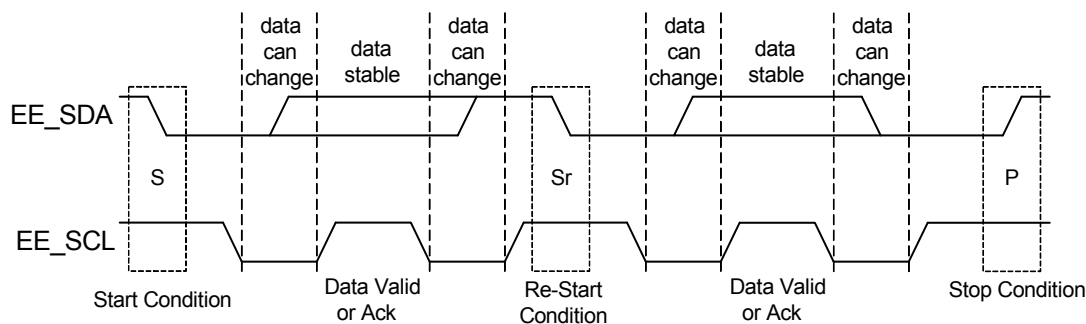 data
can
change
data
stable
data
can
change
data
can
change
data
stable
data
can
change
EE_SDA
S
Sr
P
EE_SCL
Start Condition
Data Valid
or Ack
Re-Start
Condition
Data Valid
or Ack
Stop Condition